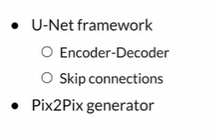 • U-Net framework
○ Encoder-Decoder
○ Skip connections
• Pix2Pix generator